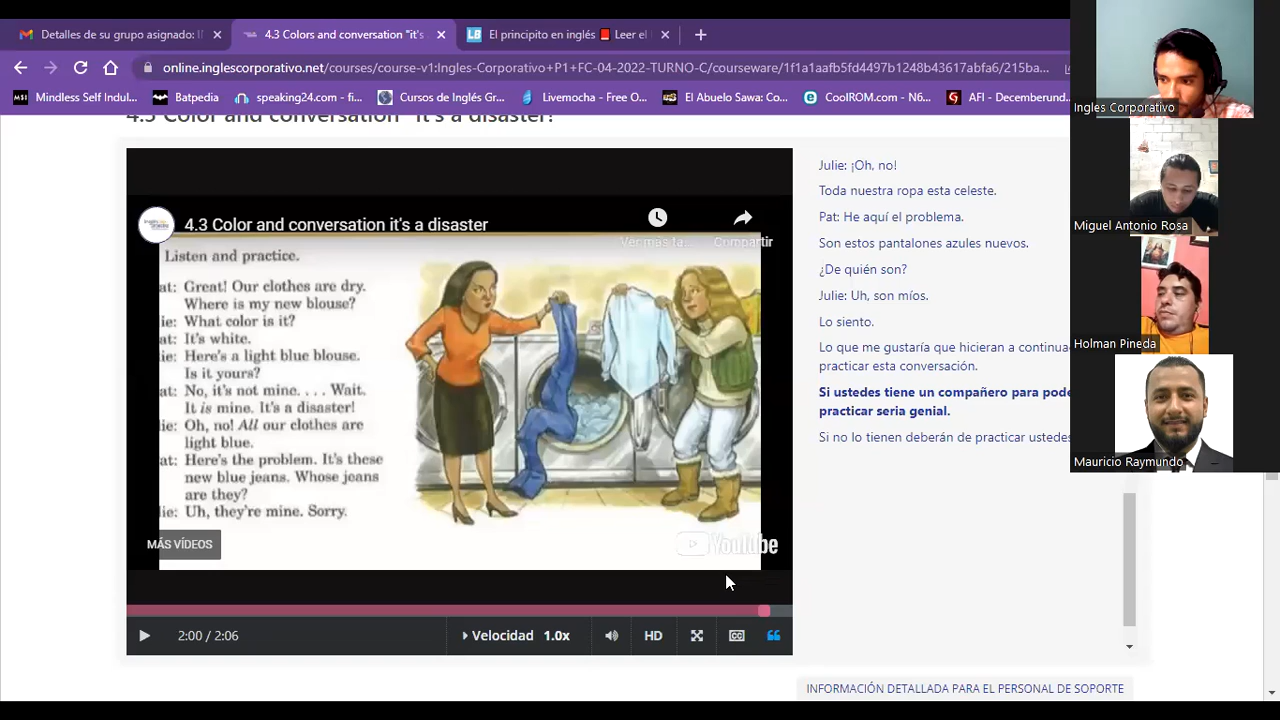 Detalles de su grupo asignado: I
4.3 Colors and conversation "it's
El principito en inglés 📕 Leer el
online.inglescorporativo.net/courses/course-v1:Ingles-Corporativo+P1+FC-04-2022-TURNO-C/courseware/1f1a1aafb5fd4497b1248b43617abfa6/215ba...
Mindless Self Indul...
Batpedia
speaking24.com - fi...
Cursos de Inglés Gr...
Livemocha - Free O...
El Abuelo Sawa: Co...
CoolROM.com - N6...
AFI - Decemberund...
4.3 Color and conversation "it's a disaster!
4.3 Color and conversation it's a disaster
Ver más ta...
Compartir
Listen and practice.
at: Great! Our clothes are dry.
Where is my new blouse?
ie: What color is it?
at: It's white.
ie: Here's a light blue blouse.
Is it yours?
at: No, it's not mine. . . . Wait.
It is mine. It's a disaster!
ie: Oh, no! All our clothes are
light blue.
at: Here's the problem. It's these
new blue jeans. Whose jeans
are they?
ie: Uh, they're mine. Sorry.
MÁS VÍDEOS
YouTube
2:00 / 2:06
Velocidad 1.0x
HD
CC
Julie: ¡Oh, no!
Toda nuestra ropa esta celeste.
Pat: He aquí el problema.
Son estos pantalones azules nuevos.
¿De quién son?
Julie: Uh, son míos.
Lo siento.
Lo que me gustaría que hicieran a continua
practicar esta conversación.
Si ustedes tiene un compañero para pode
practicar seria genial.
Si no lo tienen deberán de practicar ustedes
INFORMACIÓN DETALLADA PARA EL PERSONAL DE SOPORTE
Ingles Corporativo
Miguel Antonio Rosa
Holman Pineda
Mauricio Raymundo